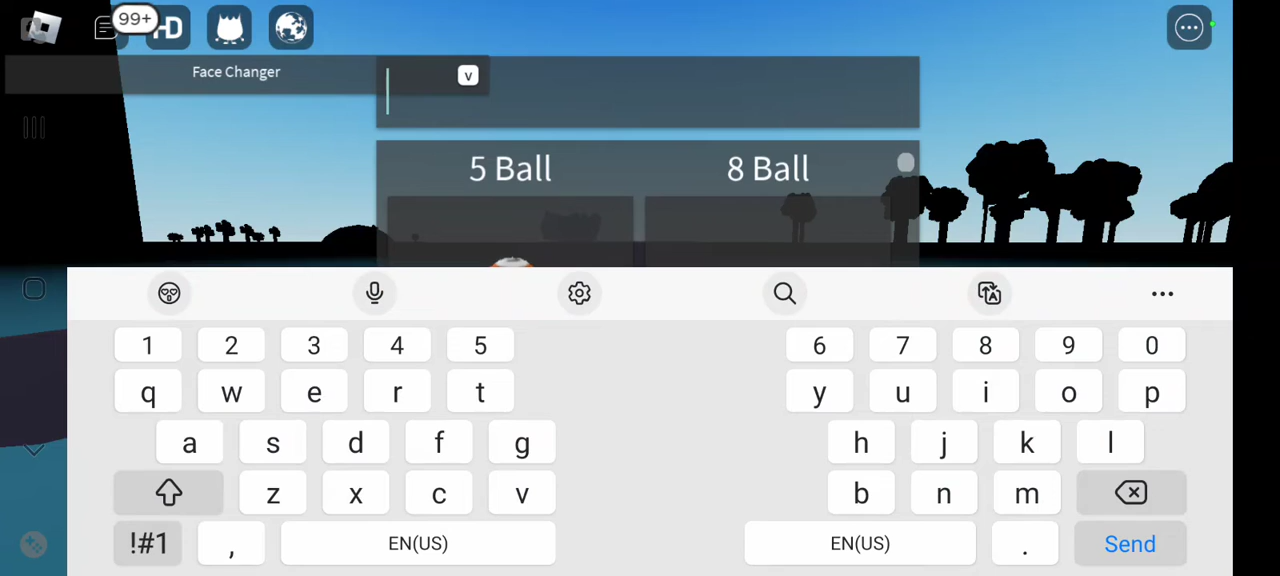 99+
HD
Face Changer
v
5 Ball
8 Ball
1 2 3 4 5 6 7 8 9 0
q w e r t y u i o p
a s d f g h j k l
z x c v b n m
!#1 , EN(US) EN(US) . Send